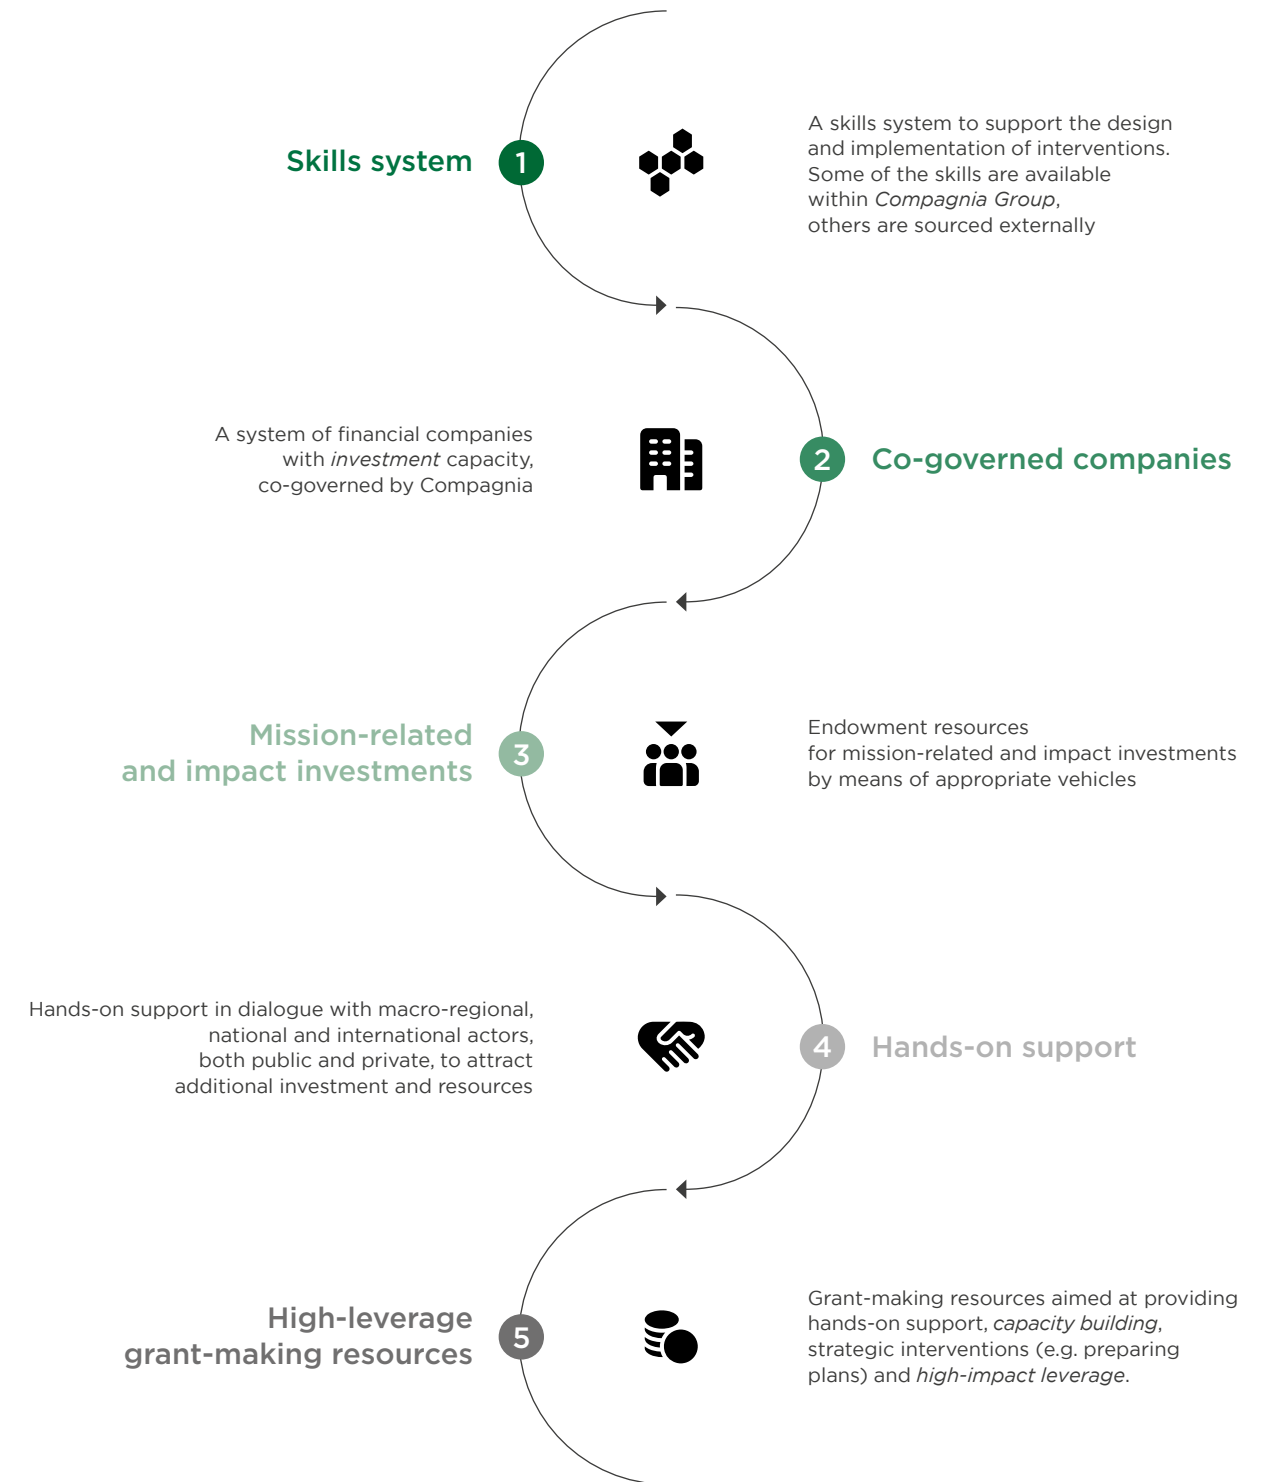 Skills system
1
A skills system to support the design
and implementation of interventions.
Some of the skills are available
within Compagnia Group,
others are sourced externally
A system of financial companies
with investment capacity,
co-governed by Compagnia
2
Co-governed companies
Mission-related
and impact investments
3
Endowment resources
for mission-related and impact investments
by means of appropriate vehicles
Hands-on support in dialogue with macro-regional,
national and international actors,
both public and private, to attract
additional investment and resources
4
Hands-on support
High-leverage
grant-making resources
5
Grant-making resources aimed at providing
hands-on support, capacity building,
strategic interventions (e.g. preparing
plans) and high-impact leverage.